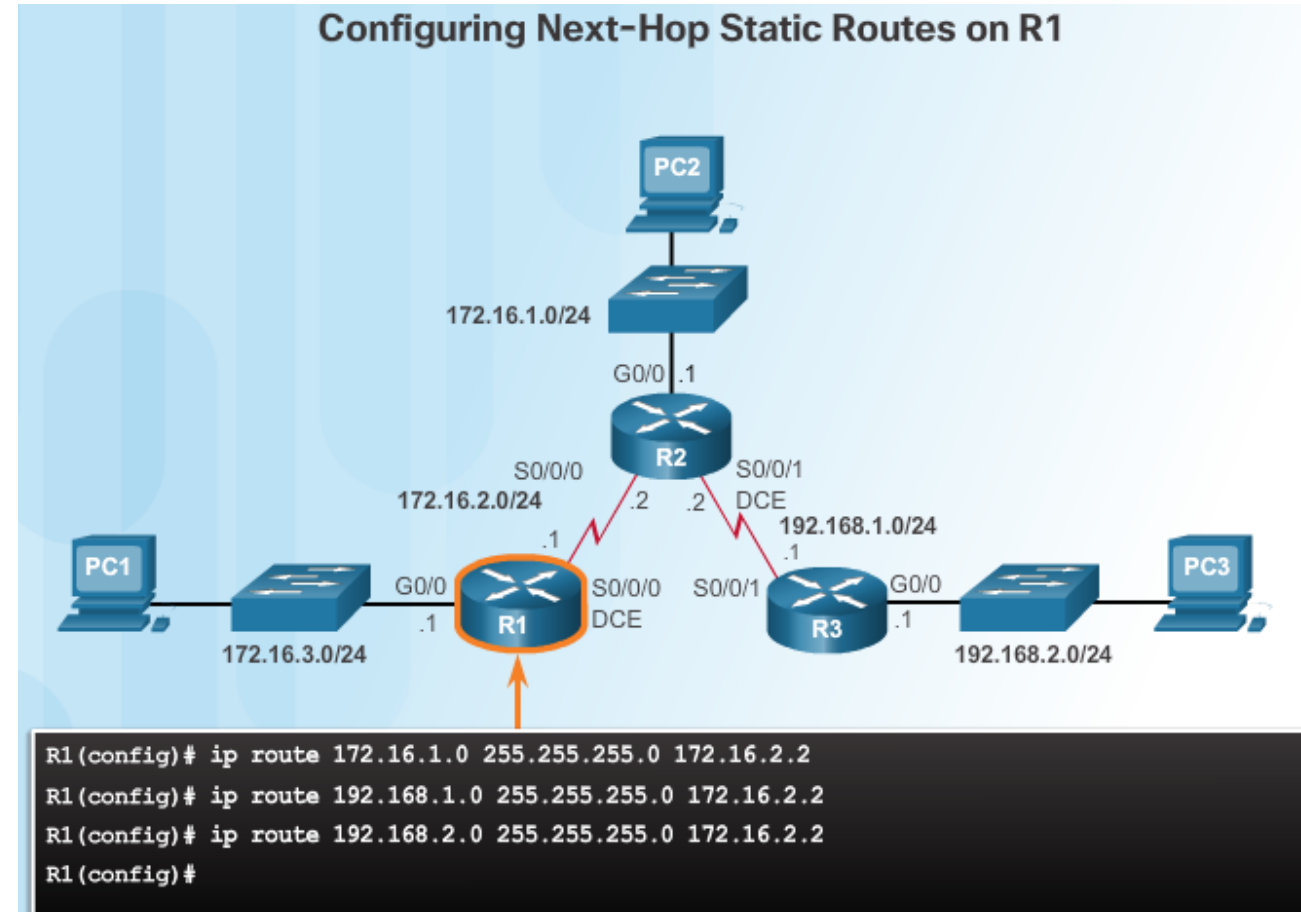 Configuring Next-Hop Static Routes on R1
PC2
172.16.1.0/24
G0/0 .1
R2
S0/0/0
S0/0/1
172.16.2.0/24
.2
.2
DCE
192.168.1.0/24
.1
.1
PC1
G0/0
S0/0/0
S0/0/1
G0/0
PC3
.1
R1
DCE
R3
.1
172.16.3.0/24
192.168.2.0/24
R1(config)# ip route 172.16.1.0 255.255.255.0 172.16.2.2
R1(config)# ip route 192.168.1.0 255.255.255.0 172.16.2.2
R1(config)# ip route 192.168.2.0 255.255.255.0 172.16.2.2
R1(config)#